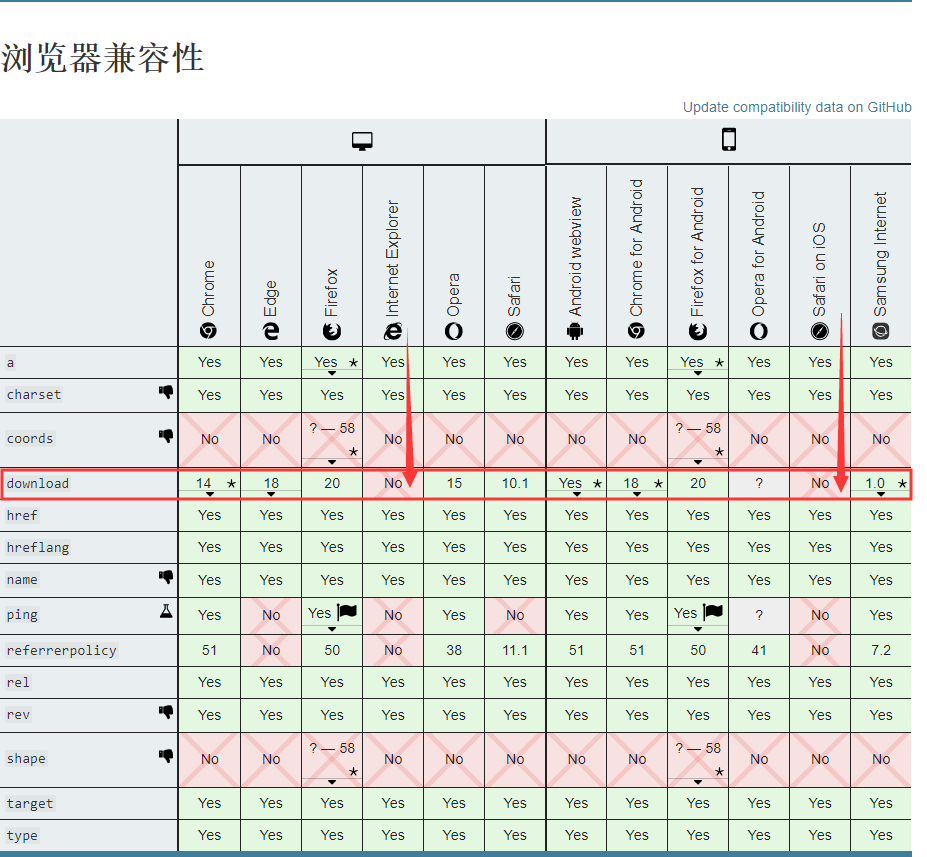 浏览器兼容性
Update compatibility data on GitHub
Chrome Edge Firefox Internet Explorer Opera Safari Android webview Chrome for Android Firefox for Android Opera for Android Safari on iOS Samsung Internet
a Yes Yes Yes * Yes Yes Yes Yes Yes Yes * Yes Yes Yes
charset Yes Yes Yes Yes Yes Yes Yes Yes Yes Yes Yes Yes
coords No No ? — 58 * No No No No No ? — 58 * No No No
download 14 * 18 20 No 15 10.1 Yes * 18 * 20 ? No 1.0 *
href Yes Yes Yes Yes Yes Yes Yes Yes Yes Yes Yes Yes
hreflang Yes Yes Yes Yes Yes Yes Yes Yes Yes Yes Yes Yes
name Yes Yes Yes Yes Yes Yes Yes Yes Yes Yes Yes Yes
ping Yes No Yes No Yes No Yes Yes Yes ? No Yes
referrerpolicy 51 No 50 No 38 11.1 51 51 50 41 No 7.2
rel Yes Yes Yes Yes Yes Yes Yes Yes Yes Yes Yes Yes
rev Yes Yes Yes Yes Yes Yes Yes Yes Yes Yes Yes Yes
shape No No ? — 58 * No No No No No ? — 58 * No No No
target Yes Yes Yes Yes Yes Yes Yes Yes Yes Yes Yes Yes
type Yes Yes Yes Yes Yes Yes Yes Yes Yes Yes Yes Yes